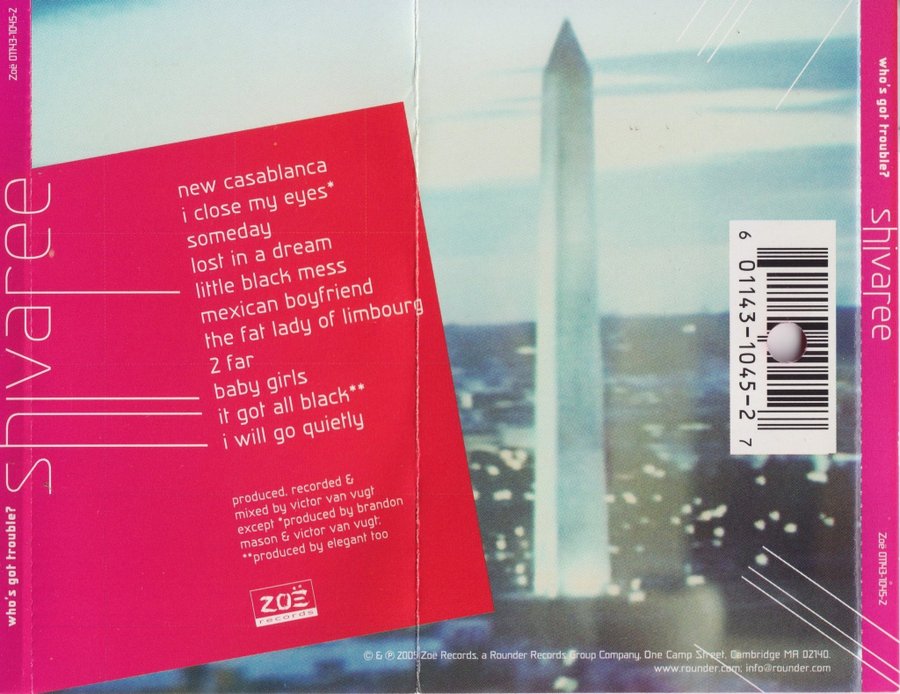 Zoë 01143-1045-2
shivaree
who's got trouble?
new casablanca
i close my eyes*
someday
lost in a dream
little black mess
mexican boyfriend
the fat lady of limbourg
2 far
baby girls
it got all black**
i will go quietly
produced, recorded &
mixed by victor van vugt
except *produced by brandon
mason & victor van vugt;
**produced by elegant too
ZOË
records
© & ℗ 2005 Zoë Records, a Rounder Records Group Company, One Camp Street, Cambridge MA 02140.
www.rounder.com; info@rounder.com
6 01143-1045-2 7
who's got trouble?
shivaree
Zoë 01143-1045-2